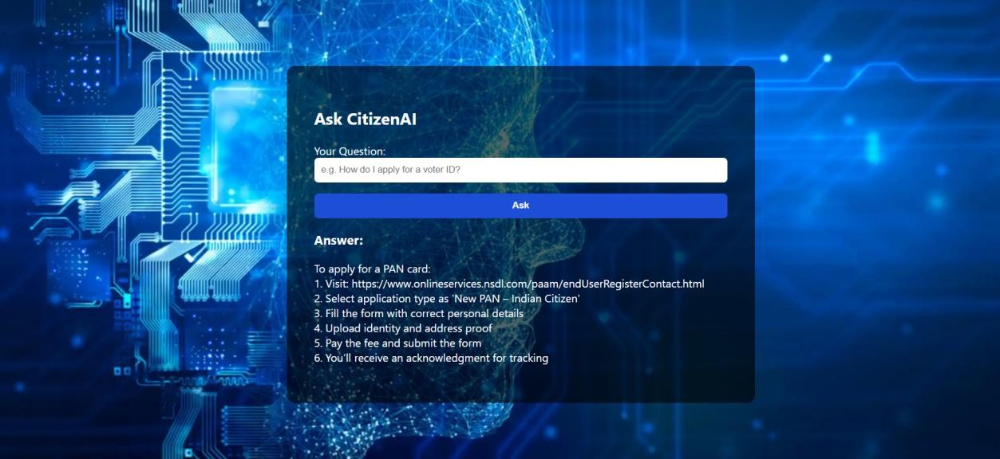 Ask CitizenAI
Your Question:
e.g. How do I apply for a voter ID?
Ask
Answer:
To apply for a PAN card:
1. Visit: https://www.onlineservices.nsdl.com/paam/endUserRegisterContact.html
2. Select application type as 'New PAN – Indian Citizen'
3. Fill the form with correct personal details
4. Upload identity and address proof
5. Pay the fee and submit the form
6. You'll receive an acknowledgment for tracking